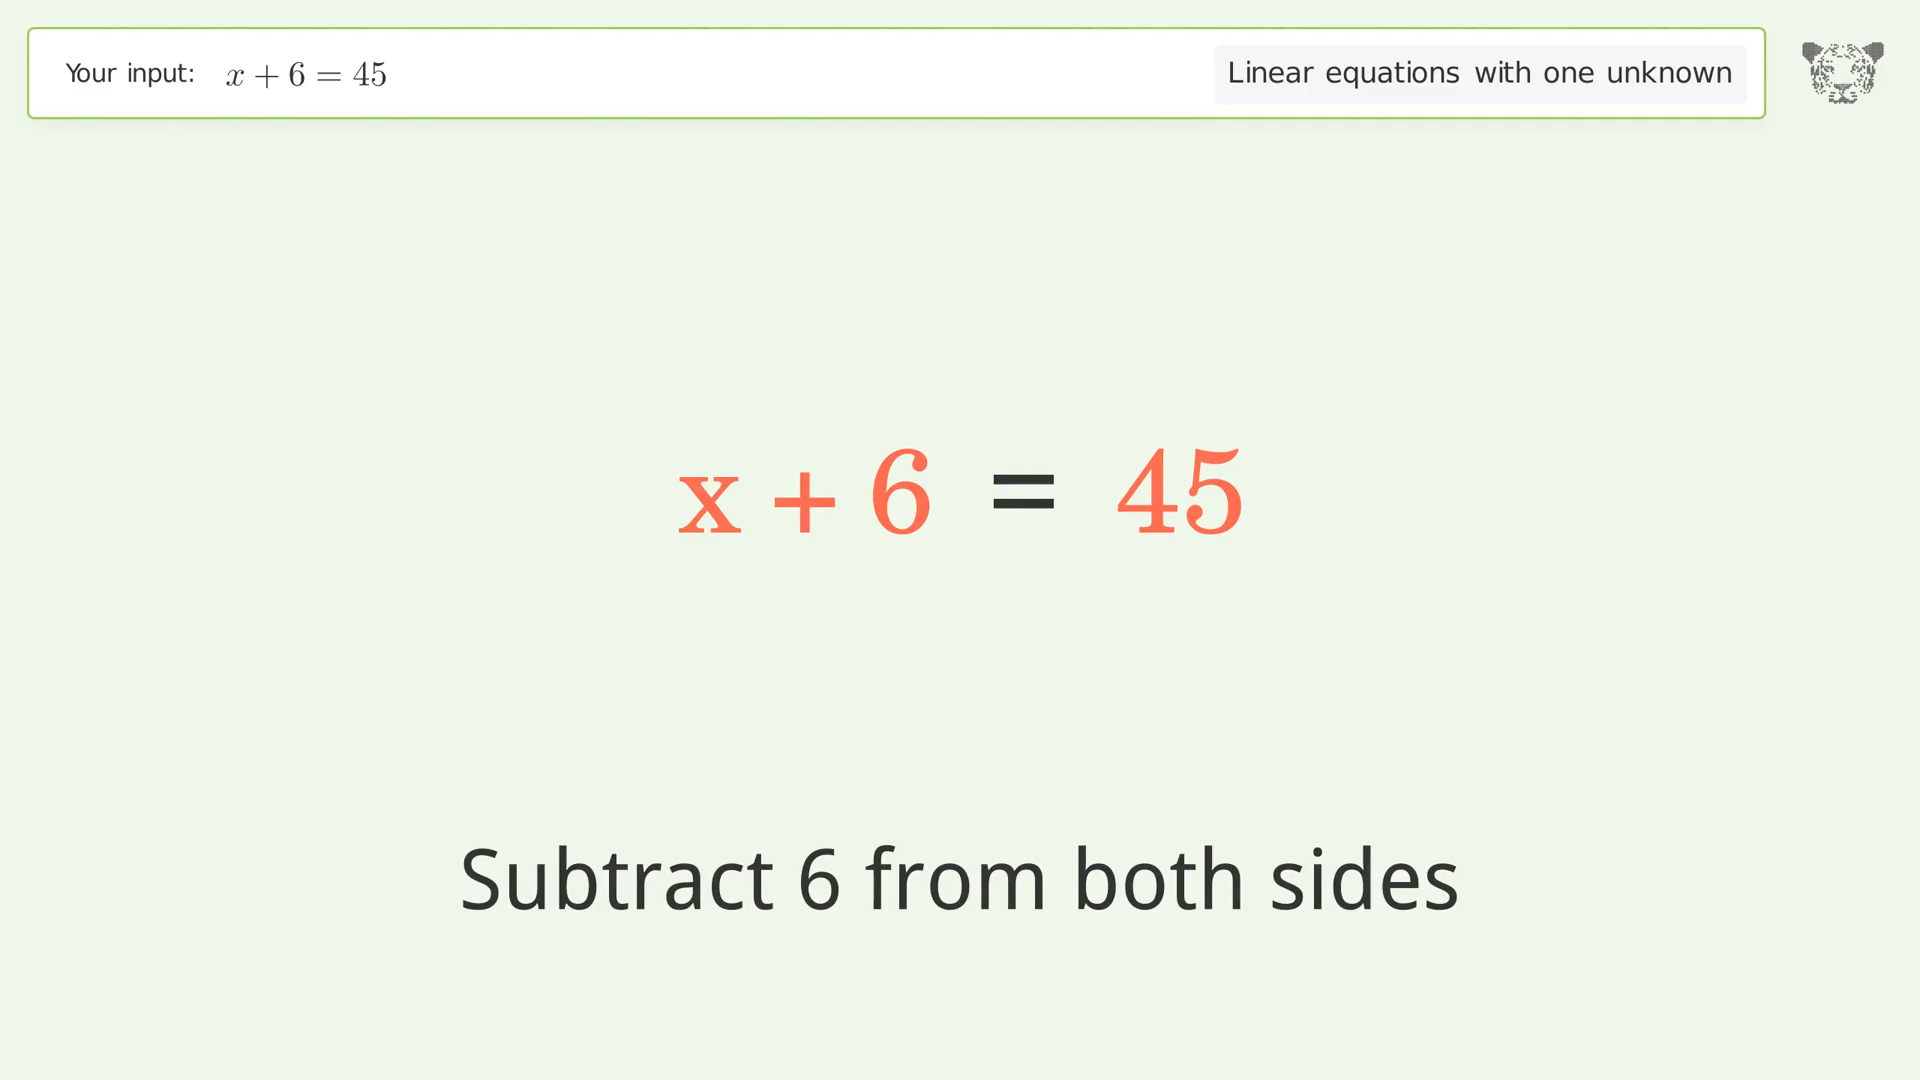 Your input: x + 6 = 45
Linear equations with one unknown
x + 6 = 45
Subtract 6 from both sides